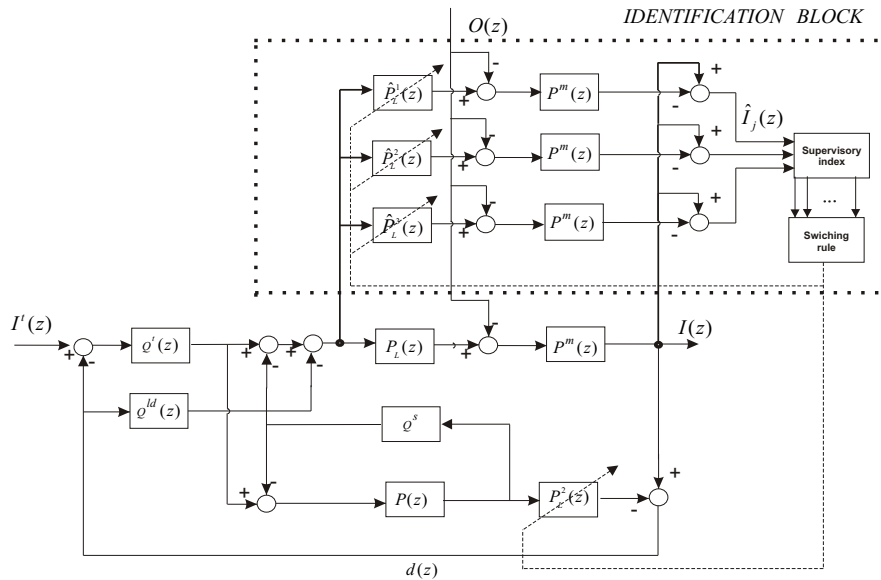 IDENTIFICATION BLOCK
O(z)
-
P̂_L^1(z)
+
-
P^m(z)
-
+
Î_j(z)
P̂_L^2(z)
+
-
P^m(z)
-
+
Supervisory index
...
P̂_L^3(z)
+
-
P^m(z)
-
+
Swiching rule
I^t(z)
+
-
Q^t(z)
+
-
+
-
P_L(z)
+
-
P^m(z)
I(z)
Q^{ld}(z)
Q^s
+
-
P(z)
P_L^2(z)
-
+
d(z)